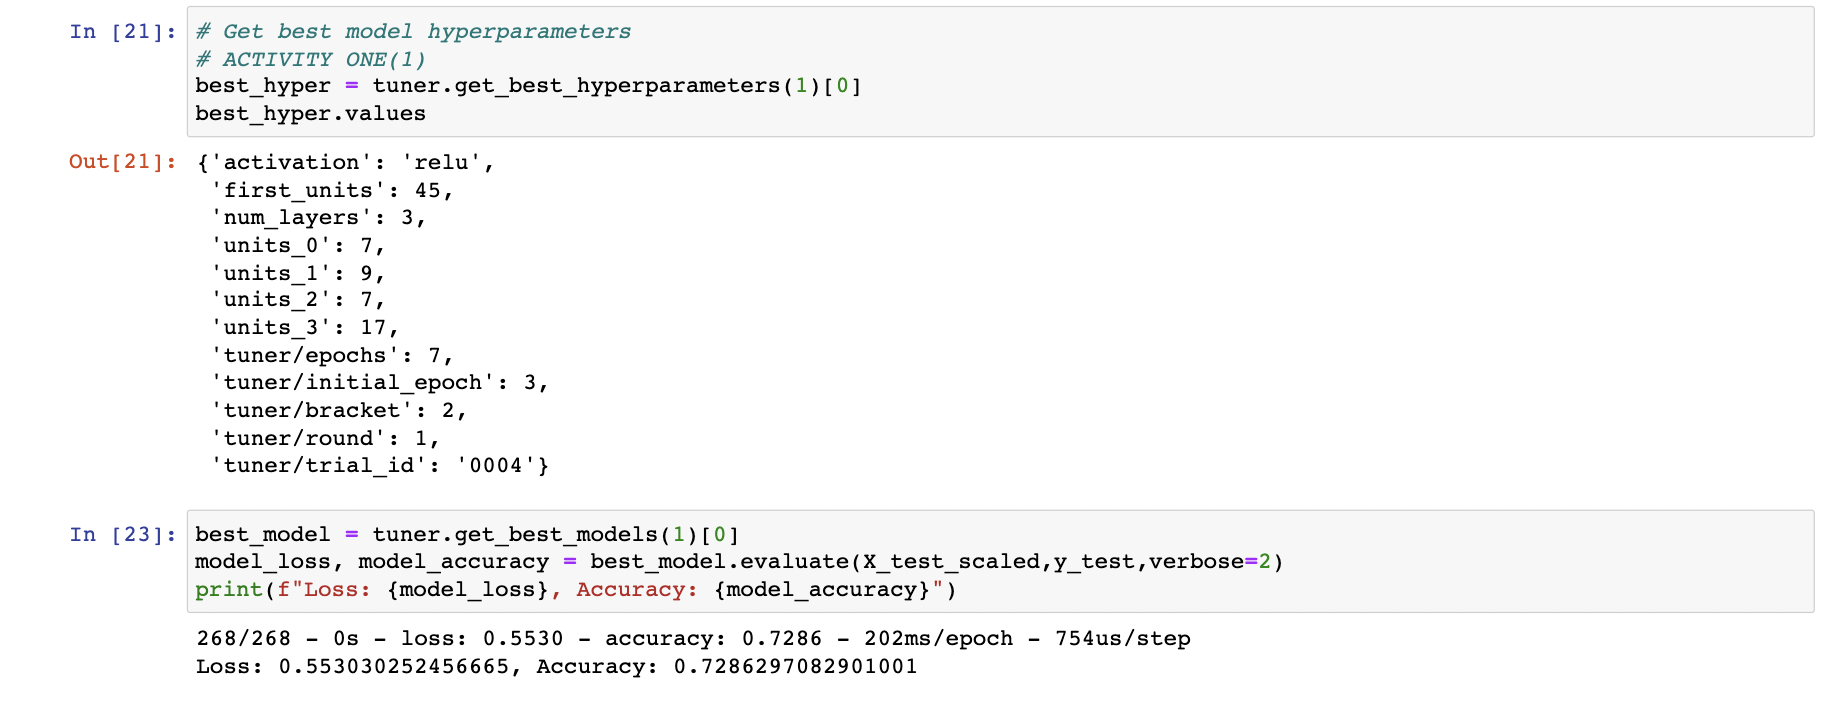 In [21]: # Get best model hyperparameters
# ACTIVITY ONE(1)
best_hyper = tuner.get_best_hyperparameters(1)[0]
best_hyper.values
Out[21]: {'activation': 'relu',
'first_units': 45,
'num_layers': 3,
'units_0': 7,
'units_1': 9,
'units_2': 7,
'units_3': 17,
'tuner/epochs': 7,
'tuner/initial_epoch': 3,
'tuner/bracket': 2,
'tuner/round': 1,
'tuner/trial_id': '0004'}
In [23]: best_model = tuner.get_best_models(1)[0]
model_loss, model_accuracy = best_model.evaluate(X_test_scaled,y_test,verbose=2)
print(f"Loss: {model_loss}, Accuracy: {model_accuracy}")
268/268 - 0s - loss: 0.5530 - accuracy: 0.7286 - 202ms/epoch - 754us/step
Loss: 0.553030252456665, Accuracy: 0.7286297082901001